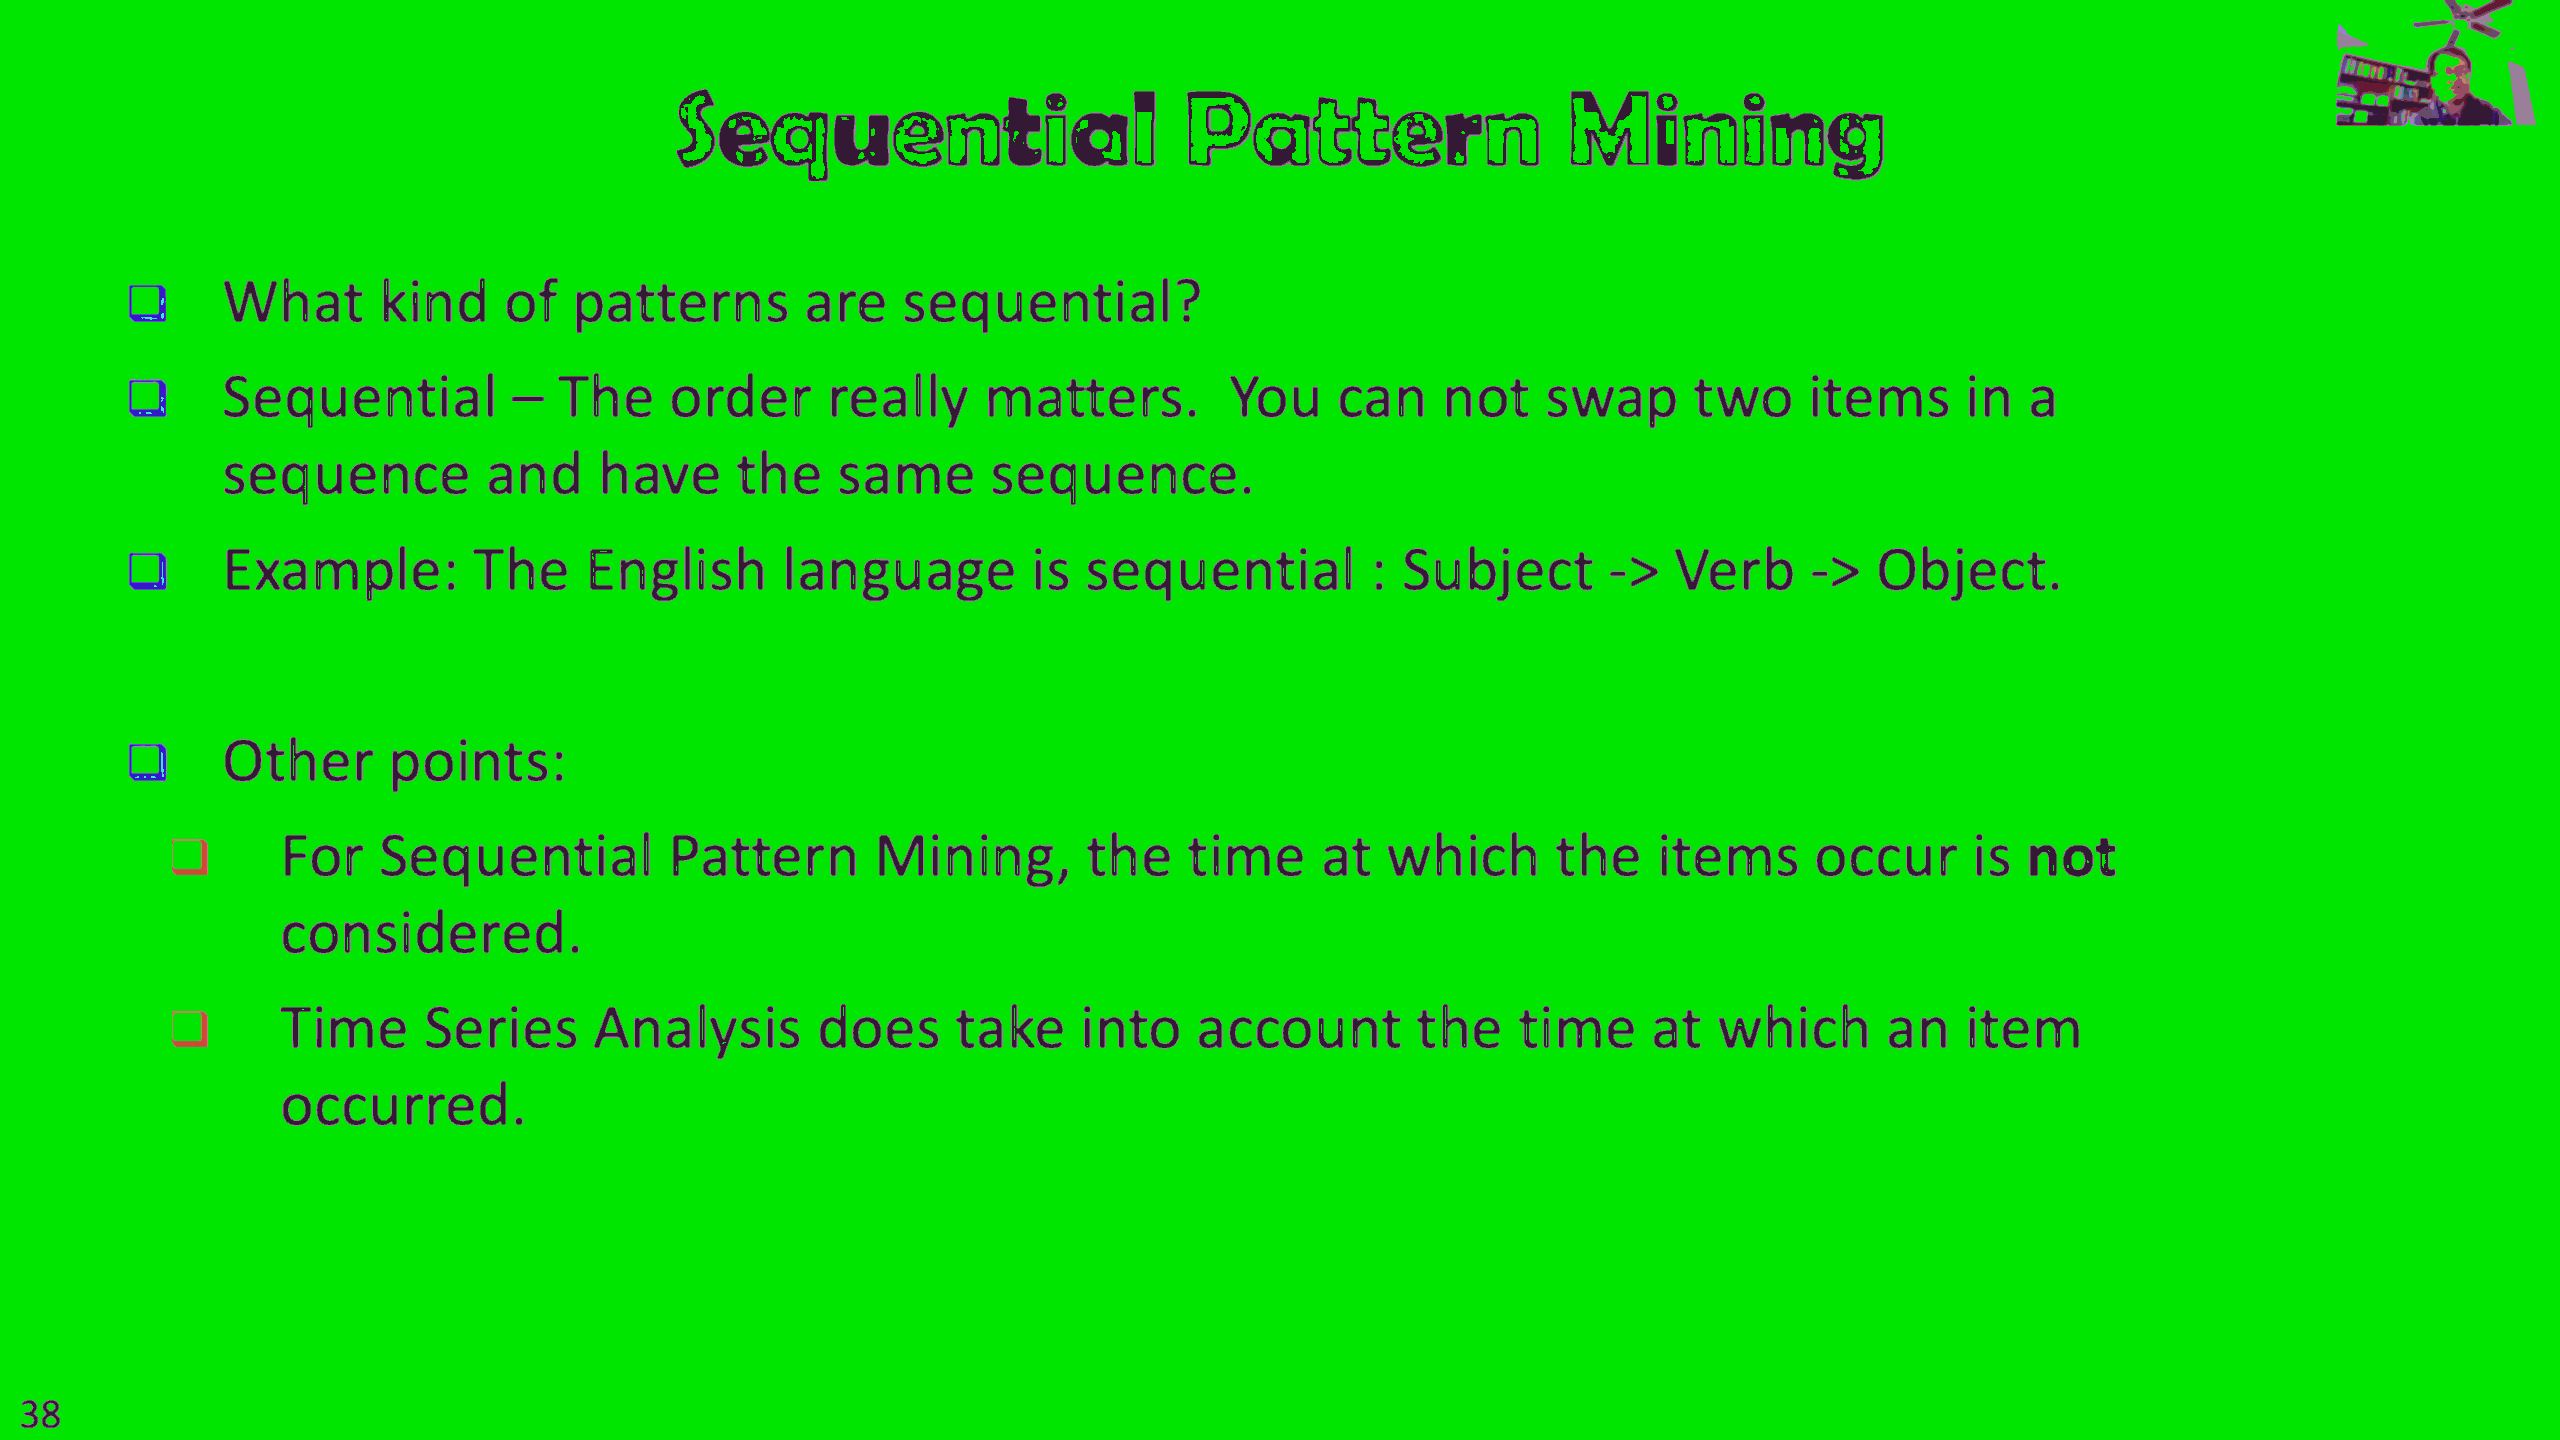 Sequential Pattern Mining
What kind of patterns are sequential?
Sequential – The order really matters.  You can not swap two items in a
sequence and have the same sequence.
Example: The English language is sequential : Subject -> Verb -> Object.
Other points:
For Sequential Pattern Mining, the time at which the items occur is not
considered.
Time Series Analysis does take into account the time at which an item
occurred.
38